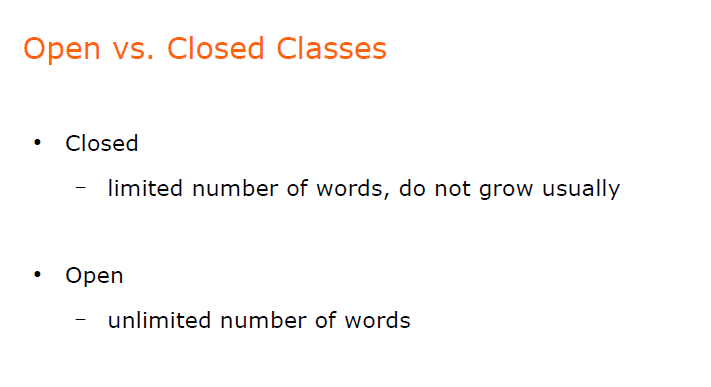 Open vs. Closed Classes
• Closed
– limited number of words, do not grow usually
• Open
– unlimited number of words